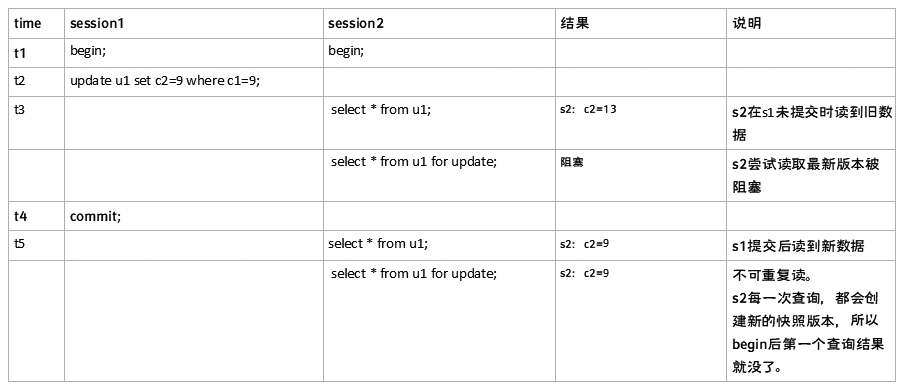 time session1 session2 结果 说明
t1 begin; begin;
t2 update u1 set c2=9 where c1=9;
t3 select * from u1; s2: c2=13 s2在s1未提交时读到旧数
据
select * from u1 for update; 阻塞 s2尝试读取最新版本被
阻塞
t4 commit;
t5 select * from u1; s2: c2=9 s1提交后读到新数据
select * from u1 for update; s2: c2=9 不可重复读。
s2每一次查询，都会创
建新的快照版本，所以
begin后第一个查询结果
就没了。